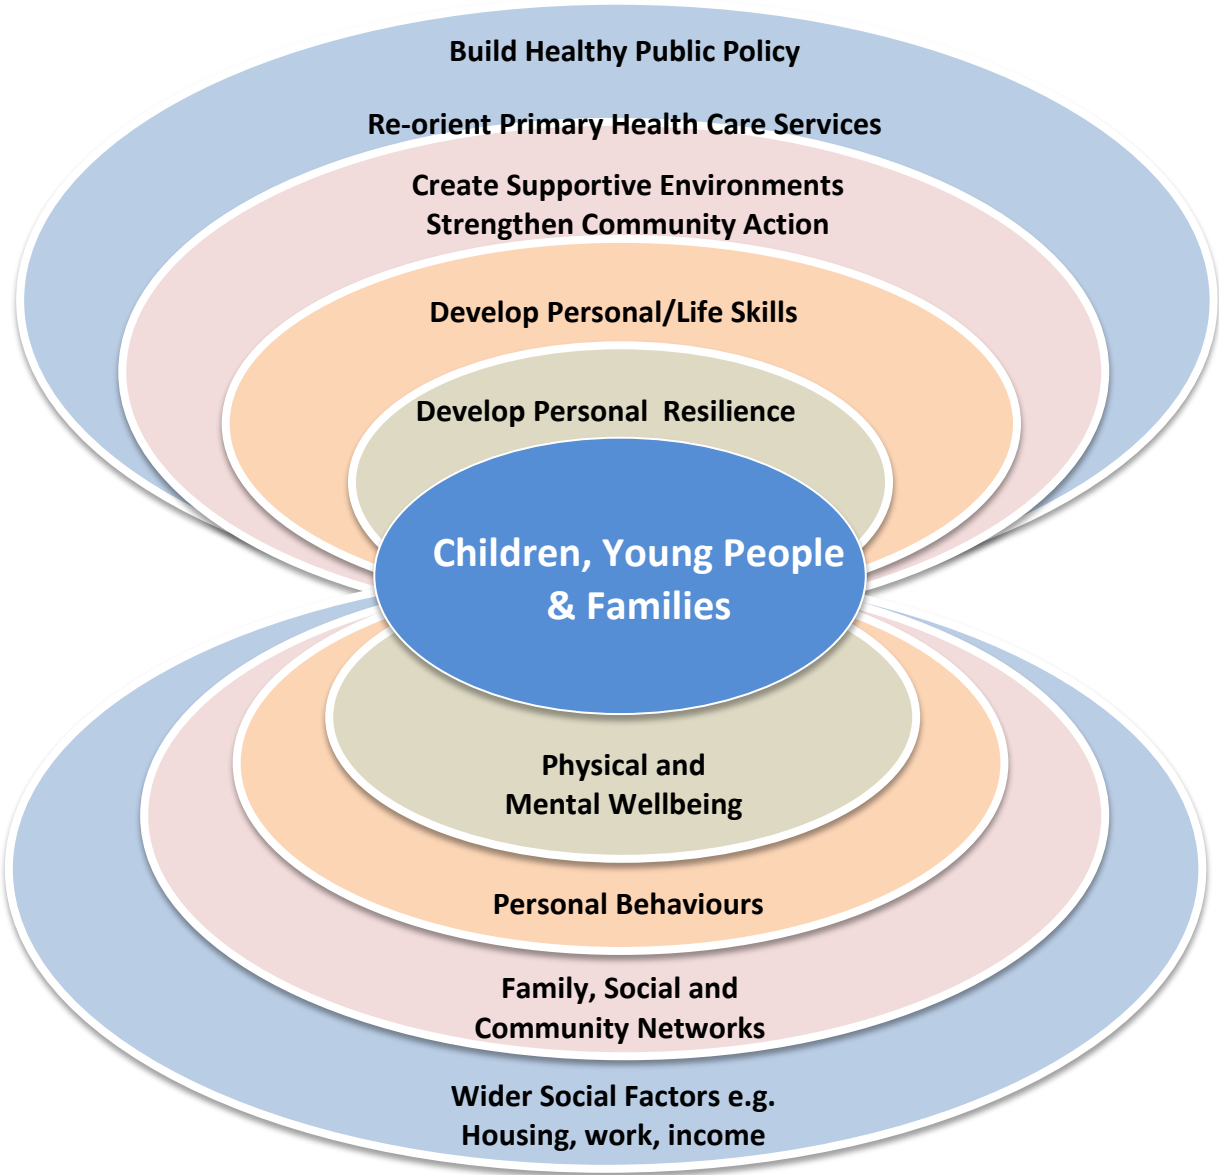 Build Healthy Public Policy
Re-orient Primary Health Care Services
Create Supportive Environments
Strengthen Community Action
Develop Personal/Life Skills
Develop Personal  Resilience
Children, Young People
& Families
Physical and
Mental Wellbeing
Personal Behaviours
Family, Social and
Community Networks
Wider Social Factors e.g.
Housing, work, income